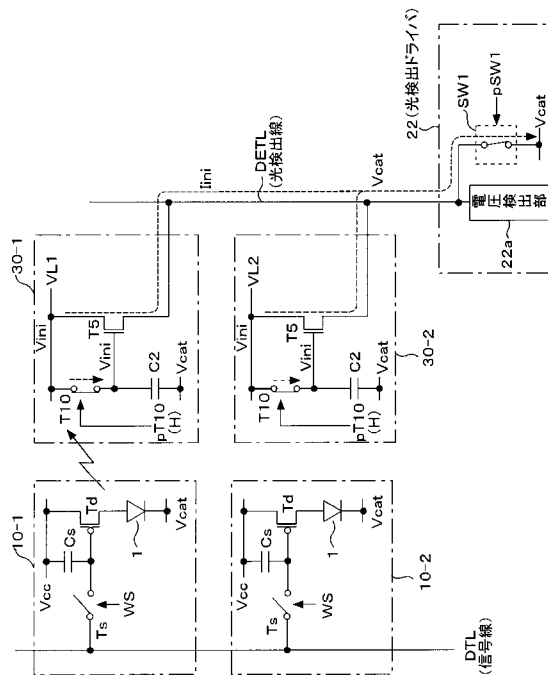 10-1
Vcc
Cs
Td
Ts
WS
1
Vcat
30-1
VL1
Vini
T10
Vini
T5
C2
pT10
(H)
Vcat
Iini
DETL
(光検出線)
10-2
Vcc
Cs
Td
Ts
WS
1
Vcat
DTL
(信号線)
30-2
VL2
Vini
T10
Vini
T5
C2
pT10
(H)
Vcat
Vcat
22(光検出ドライバ)
SW1
pSW1
Vcat
電圧検出部
22a